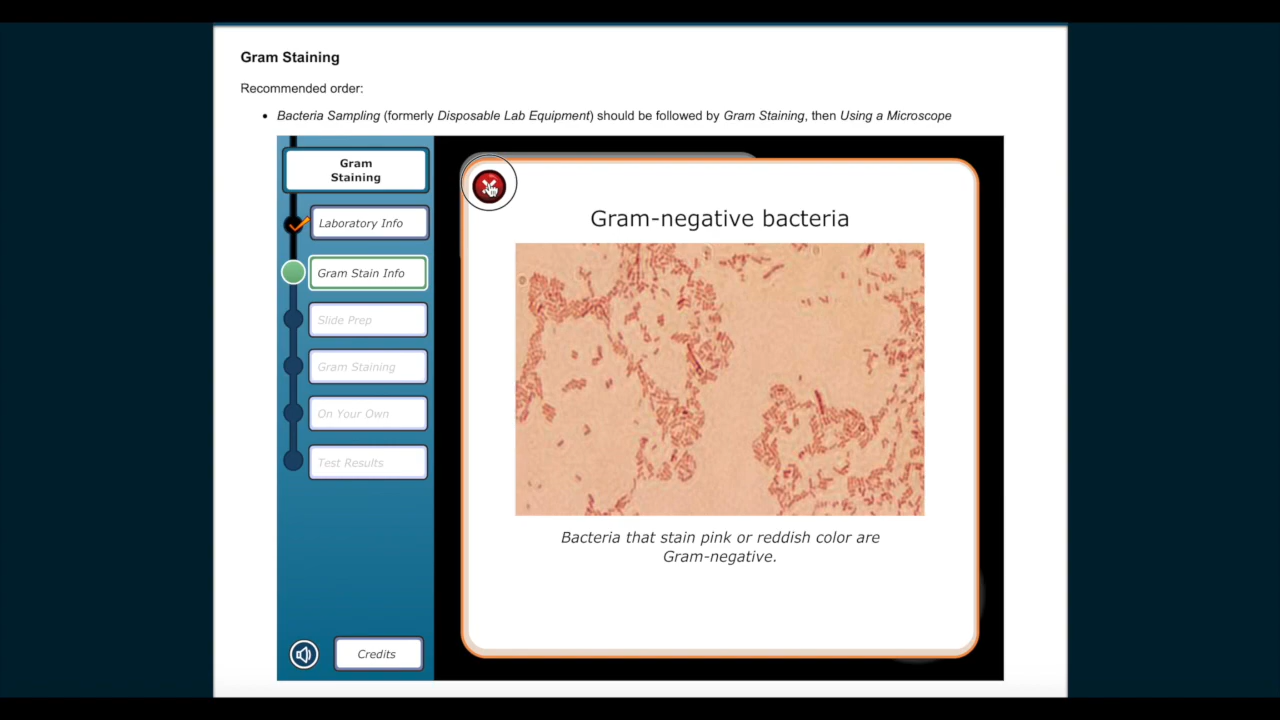 Gram Staining
Recommended order:
• Bacteria Sampling (formerly Disposable Lab Equipment) should be followed by Gram Staining, then Using a Microscope
Gram
Staining
Laboratory Info
Gram Stain Info
Slide Prep
Gram Staining
On Your Own
Test Results
Credits
Gram-negative bacteria
Bacteria that stain pink or reddish color are
Gram-negative.